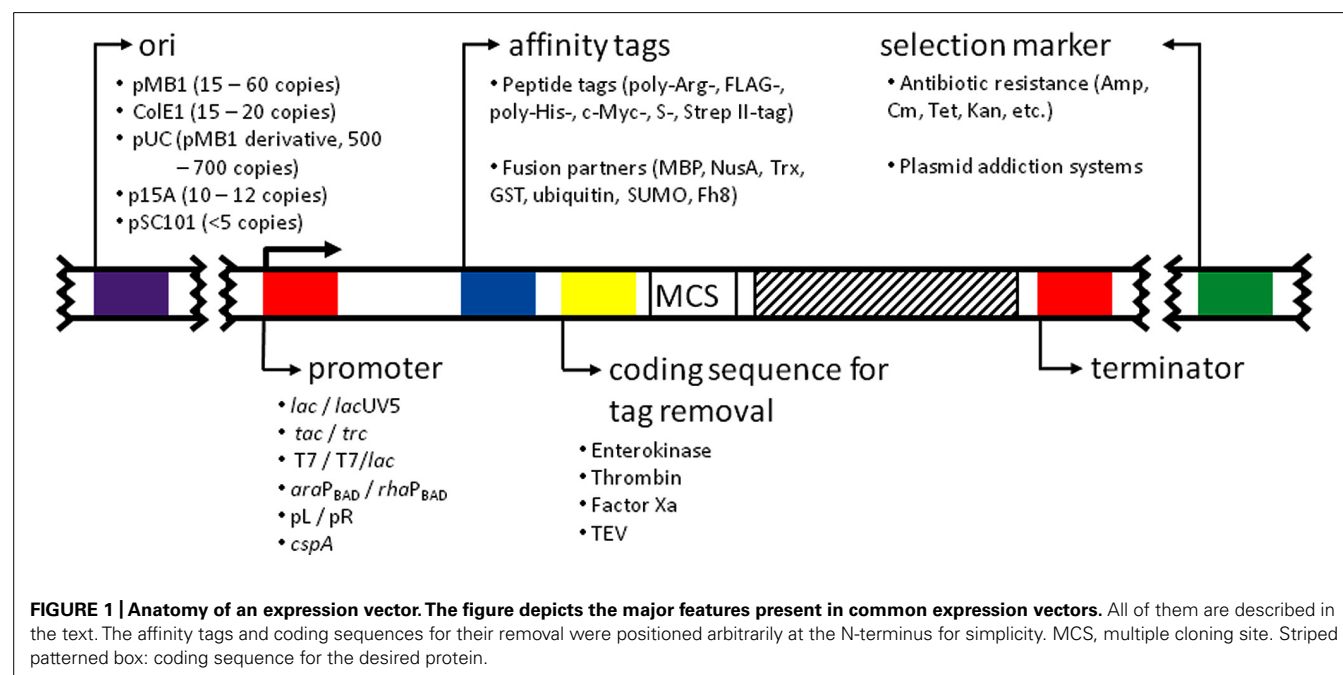 ori
• pMB1 (15 – 60 copies)
• ColE1 (15 – 20 copies)
• pUC (pMB1 derivative, 500
– 700 copies)
• p15A (10 – 12 copies)
• pSC101 (<5 copies)
affinity tags
• Peptide tags (poly-Arg-, FLAG-,
poly-His-, c-Myc-, S-, Strep II-tag)
• Fusion partners (MBP, NusA, Trx,
GST, ubiquitin, SUMO, Fh8)
selection marker
• Antibiotic resistance (Amp,
Cm, Tet, Kan, etc.)
• Plasmid addiction systems
MCS
promoter
• lac / lacUV5
• tac / trc
• T7 / T7/lac
• araPBAD / rhaPBAD
• pL / pR
• cspA
coding sequence for
tag removal
• Enterokinase
• Thrombin
• Factor Xa
• TEV
terminator
FIGURE 1 | Anatomy of an expression vector. The figure depicts the major features present in common expression vectors. All of them are described in
the text. The affinity tags and coding sequences for their removal were positioned arbitrarily at the N-terminus for simplicity. MCS, multiple cloning site. Striped
patterned box: coding sequence for the desired protein.